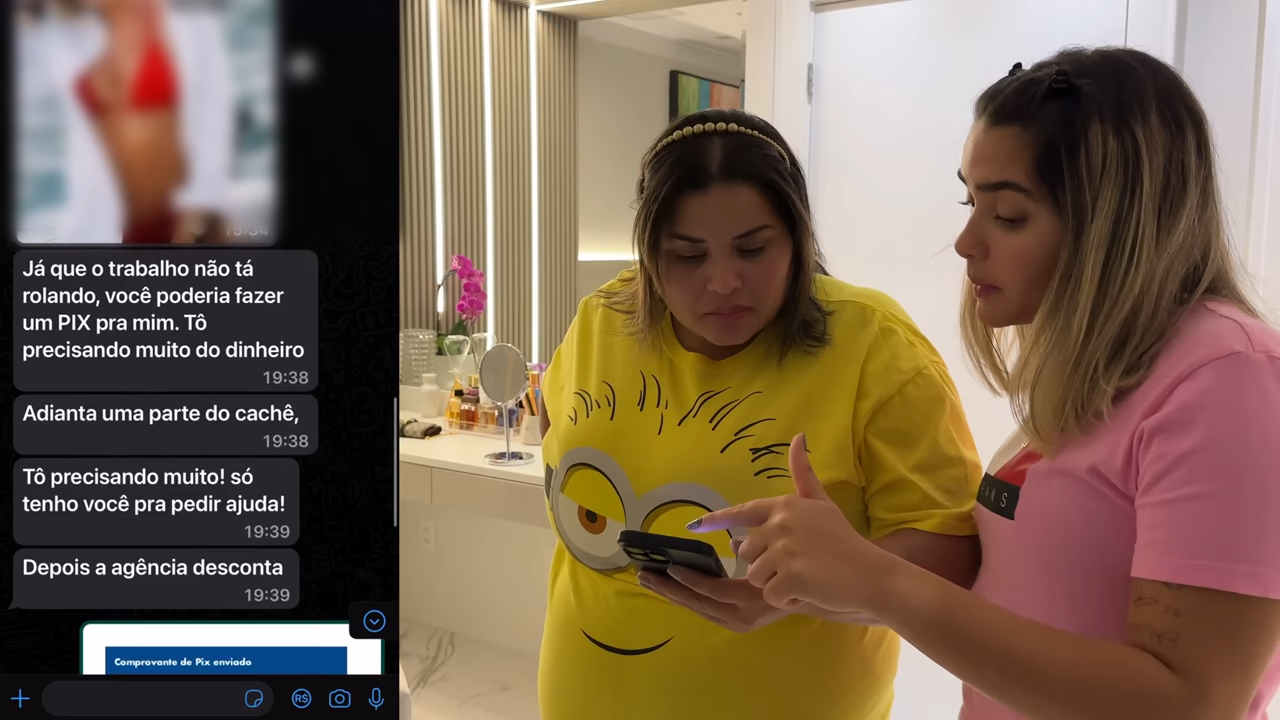 19:34
Já que o trabalho não tá
rolando, você poderia fazer
um PIX pra mim. Tô
precisando muito do dinheiro
19:38
Adianta uma parte do cachê,
19:38
Tô precisando muito! só
tenho você pra pedir ajuda!
19:39
Depois a agência desconta
19:39
Comprovante de Pix enviado
R$